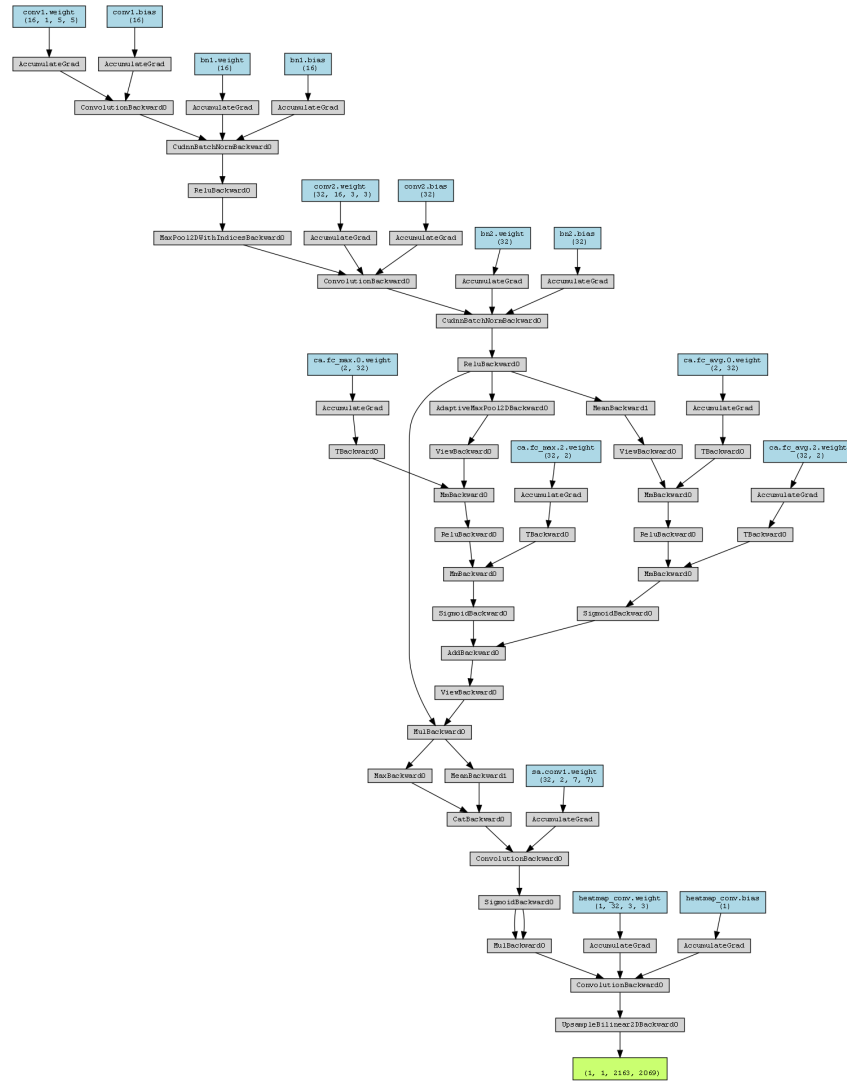 conv1.weight
(16, 1, 5, 5)
conv1.bias
(16)
AccumulateGrad
AccumulateGrad
bn1.weight
(16)
bn1.bias
(16)
ConvolutionBackward0
AccumulateGrad
AccumulateGrad
CudnnBatchNormBackward0
ReluBackward0
conv2.weight
(32, 16, 3, 3)
conv2.bias
(32)
MaxPool2DWithIndicesBackward0
AccumulateGrad
AccumulateGrad
bn2.weight
(32)
bn2.bias
(32)
ConvolutionBackward0
AccumulateGrad
AccumulateGrad
CudnnBatchNormBackward0
ca.fc_max.0.weight
(2, 32)
ReluBackward0
ca.fc_avg.0.weight
(2, 32)
AccumulateGrad
AdaptiveMaxPool2DBackward0
MeanBackward1
AccumulateGrad
TBackward0
ViewBackward0
ca.fc_max.2.weight
(32, 2)
ViewBackward0
TBackward0
ca.fc_avg.2.weight
(32, 2)
MmBackward0
AccumulateGrad
MmBackward0
AccumulateGrad
ReluBackward0
TBackward0
ReluBackward0
TBackward0
MmBackward0
MmBackward0
SigmoidBackward0
SigmoidBackward0
AddBackward0
ViewBackward0
MulBackward0
MaxBackward0
MeanBackward1
sa.conv1.weight
(32, 2, 7, 7)
CatBackward0
AccumulateGrad
ConvolutionBackward0
SigmoidBackward0
heatmap_conv.weight
(1, 32, 3, 3)
heatmap_conv.bias
(1)
MulBackward0
AccumulateGrad
AccumulateGrad
ConvolutionBackward0
UpsampleBilinear2DBackward0
(1, 1, 2163, 2069)